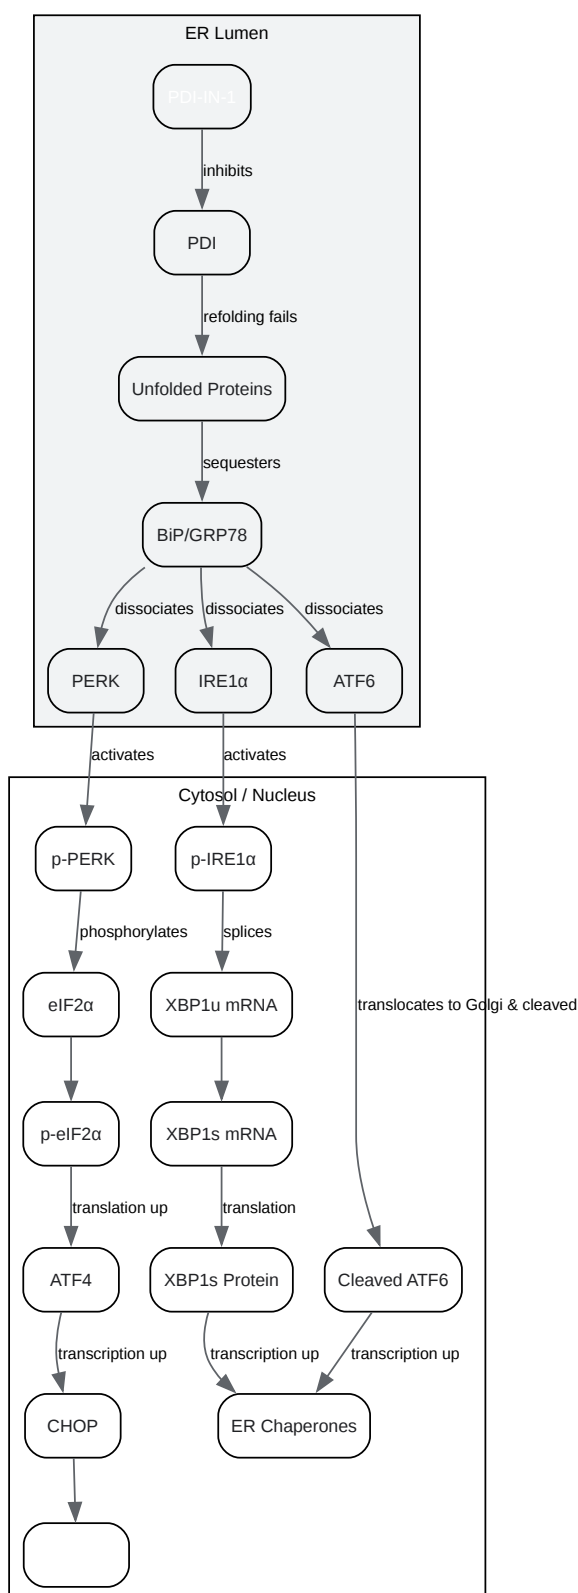 ER Lumen
PDI-IN-1
inhibits
PDI
refolding fails
Unfolded Proteins
sequesters
BiP/GRP78
dissociates dissociates dissociates
PERK IRE1α ATF6
activates activates
Cytosol / Nucleus
p-PERK p-IRE1α
phosphorylates splices
eIF2α XBP1u mRNA translocates to Golgi & cleaved
p-eIF2α XBP1s mRNA
translation up translation
ATF4 XBP1s Protein Cleaved ATF6
transcription up transcription up transcription up
CHOP ER Chaperones